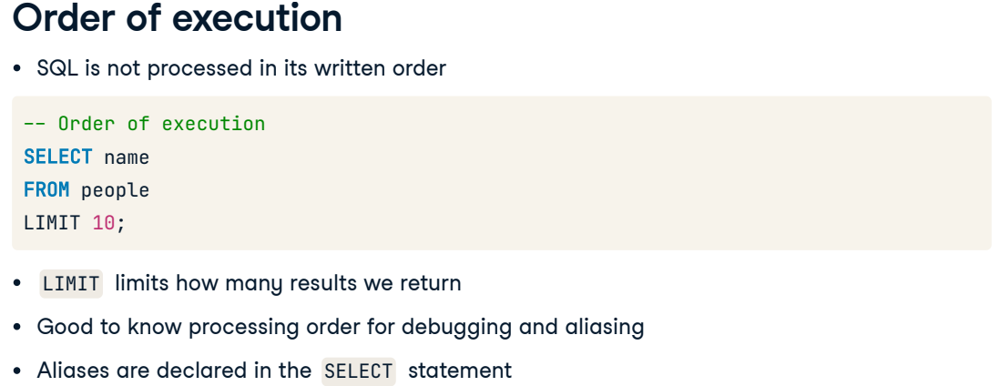 Order of execution
• SQL is not processed in its written order
-- Order of execution
SELECT name
FROM people
LIMIT 10;
• LIMIT limits how many results we return
• Good to know processing order for debugging and aliasing
• Aliases are declared in the SELECT statement